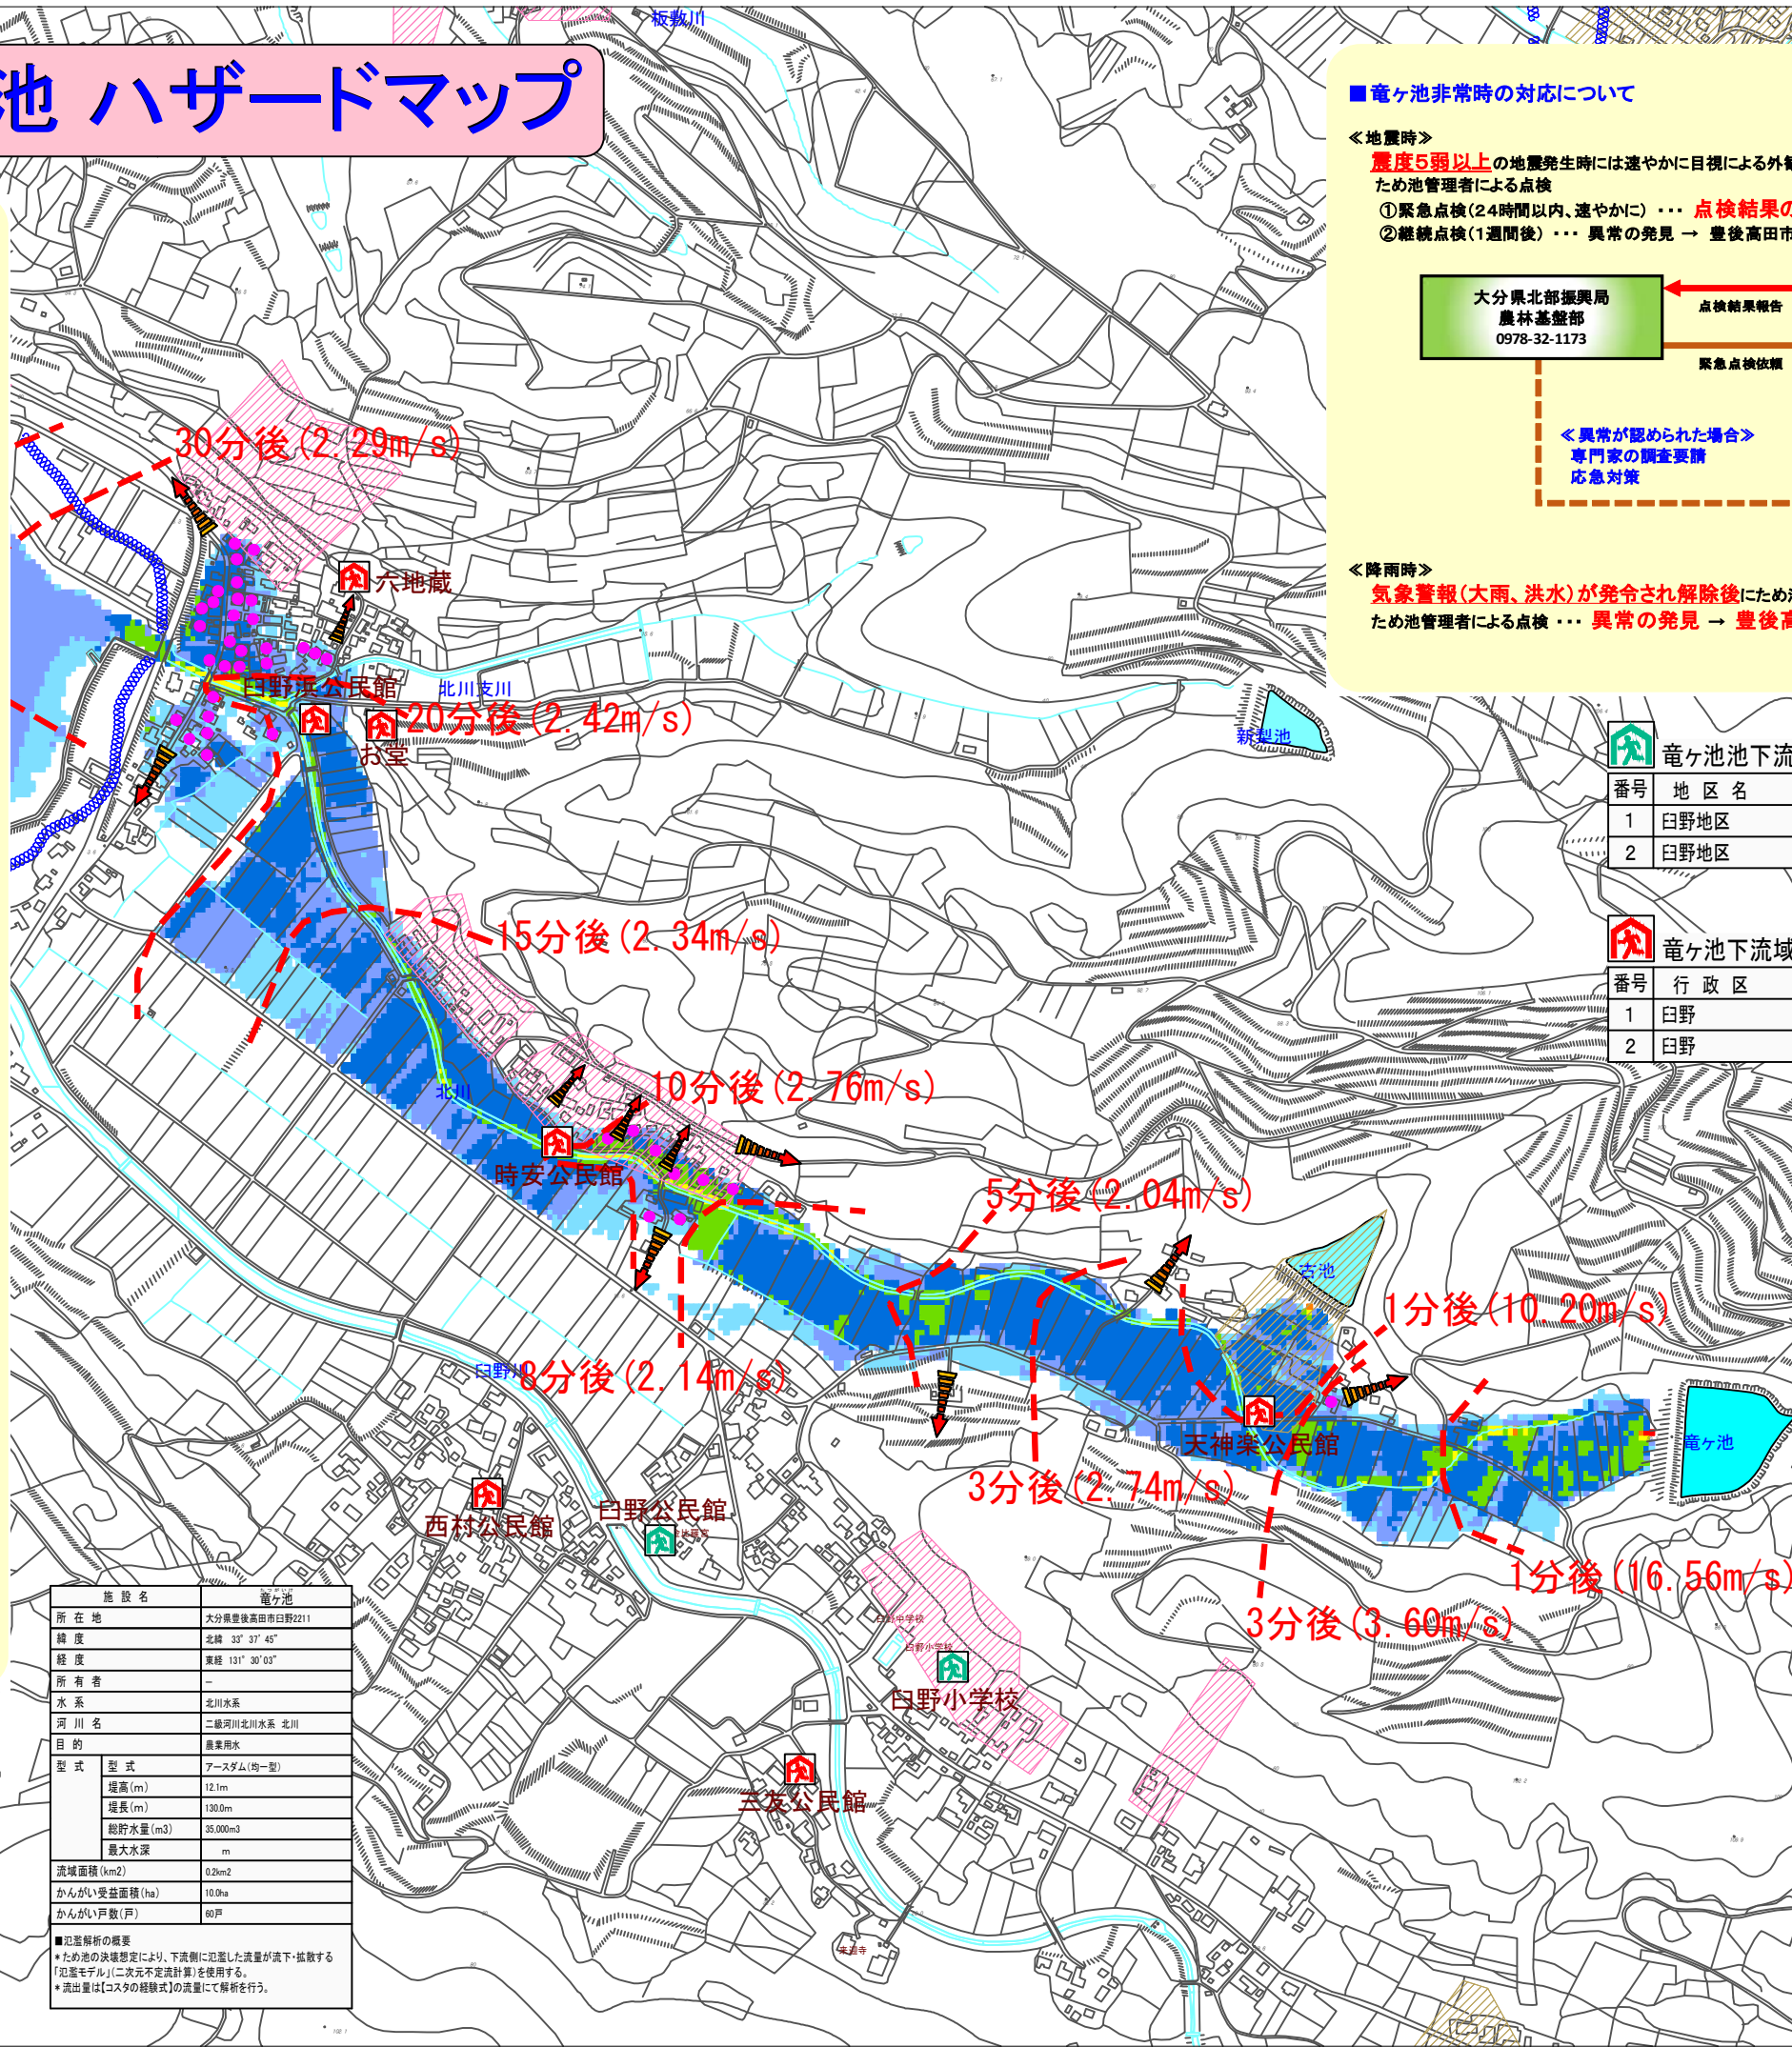 板敷川
池 ハザードマップ
■竜ヶ池非常時の対応について
≪地震時≫
震度5弱以上の地震発生時には速やかに目視による外
ため池管理者による点検
①緊急点検(24時間以内、速やかに) ・・・ 点検結果の
②継続点検(1週間後) ・・・ 異常の発見 → 豊後高田市
大分県北部振興局
農林基盤部
0978-32-1173
点検結果報告
緊急点検依頼
≪異常が認められた場合≫
専門家の調査要請
応急対策
≪降雨時≫
気象警報(大雨、洪水)が発令され解除後にため
ため池管理者による点検 ・・・ 異常の発見 → 豊後
30分後(2.29m/s)
六地蔵
臼野浜公民館
北川支川
20分後(2.42m/s)
お堂
新梨池
竜ヶ池池下流
番号 地区名
1 臼野地区
2 臼野地区
15分後(2.34m/s)
竜ヶ池下流域
番号 行政区
1 臼野
2 臼野
北川
10分後(2.76m/s)
時安公民館
5分後(2.04m/s)
古池
1分後(10.20m/s)
臼野川
8分後(2.14m/s)
天神楽公民館
竜ヶ池
3分後(2.74m/s)
西村公民館
臼野公民館
1分後(16.56m/s)
3分後(3.60m/s)
臼野中学校
臼野小学校
臼野小学校
三友公民館
施設名 竜ヶ池
所在地 大分県豊後高田市臼野2211
緯度 北緯 33°37'45"
経度 東経 131°30'03"
所有者 －
水系 北川水系
河川名 二級河川北川水系 北川
目的 農業用水
型式 型式 アースダム(均一型)
堤高(m) 12.1m
堤長(m) 130.0m
総貯水量(m3) 35,000m3
最大水深 m
流域面積(km2) 0.2km2
かんがい受益面積(ha) 10.0ha
かんがい戸数(戸) 60戸
■氾濫解析の概要
*ため池の決壊想定により、下流側に氾濫した流量が流下・拡散する
「氾濫モデル」(二次元不定流計算)を使用する。
*流出量は【コスタの経験式】の流量にて解析を行う。